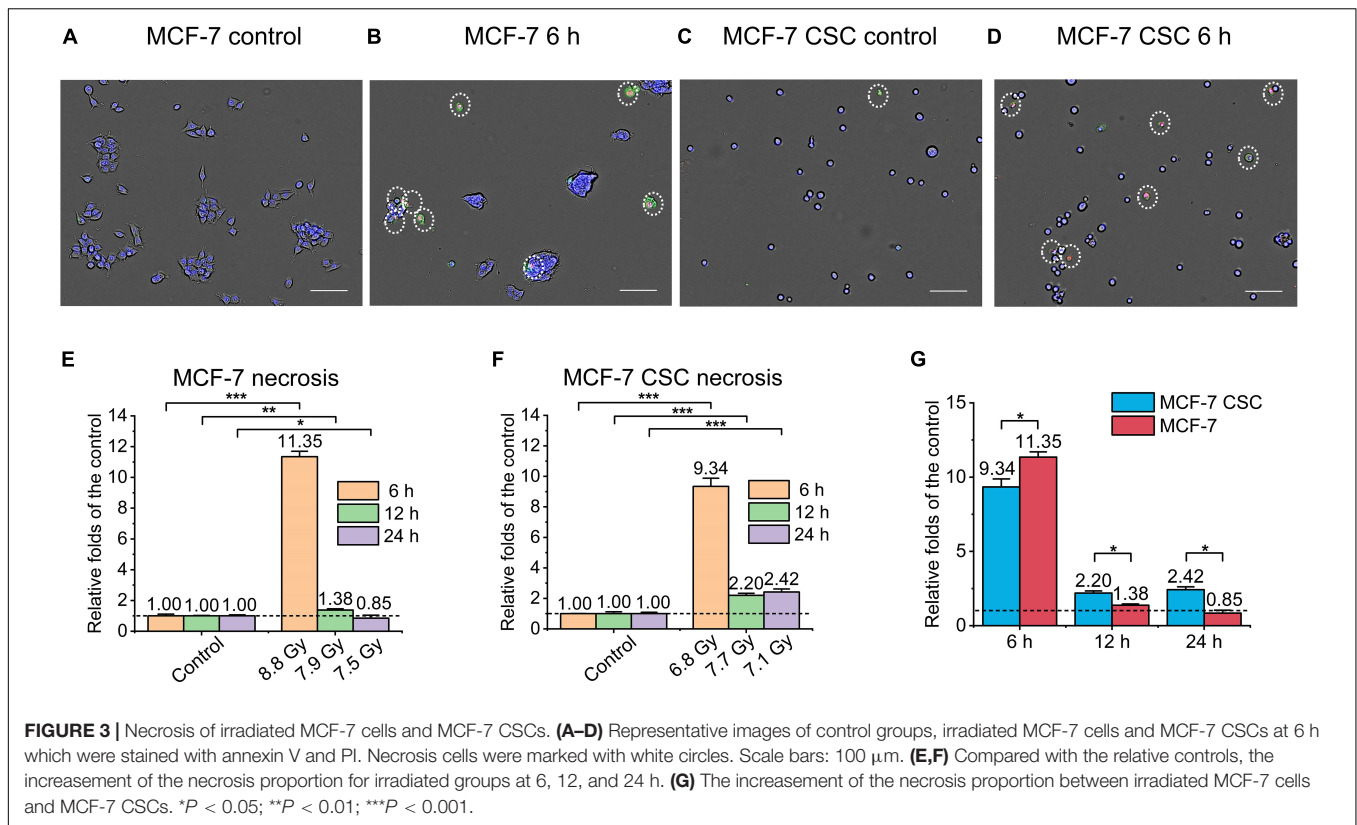 A MCF-7 control
B MCF-7 6 h
C MCF-7 CSC control
D MCF-7 CSC 6 h
E
MCF-7 necrosis
Relative folds of the control
14
12
10
8
6
4
2
0
***
**
*
1.00 1.00 1.00
11.35
1.38
0.85
6 h
12 h
24 h
Control
8.8 Gy
7.9 Gy
7.5 Gy
F
MCF-7 CSC necrosis
Relative folds of the control
14
12
10
8
6
4
2
0
***
***
***
1.00 1.00 1.00
9.34
2.20
2.42
6 h
12 h
24 h
Control
6.8 Gy
7.7 Gy
7.1 Gy
G
Relative folds of the control
15
10
5
0
MCF-7 CSC
MCF-7
*
9.34
11.35
*
2.20
1.38
*
2.42
0.85
6 h
12 h
24 h
FIGURE 3 | Necrosis of irradiated MCF-7 cells and MCF-7 CSCs. (A–D) Representative images of control groups, irradiated MCF-7 cells and MCF-7 CSCs at 6 h
which were stained with annexin V and PI. Necrosis cells were marked with white circles. Scale bars: 100 μm. (E,F) Compared with the relative controls, the
increasement of the necrosis proportion for irradiated groups at 6, 12, and 24 h. (G) The increasement of the necrosis proportion between irradiated MCF-7 cells
and MCF-7 CSCs. *P < 0.05; **P < 0.01; ***P < 0.001.